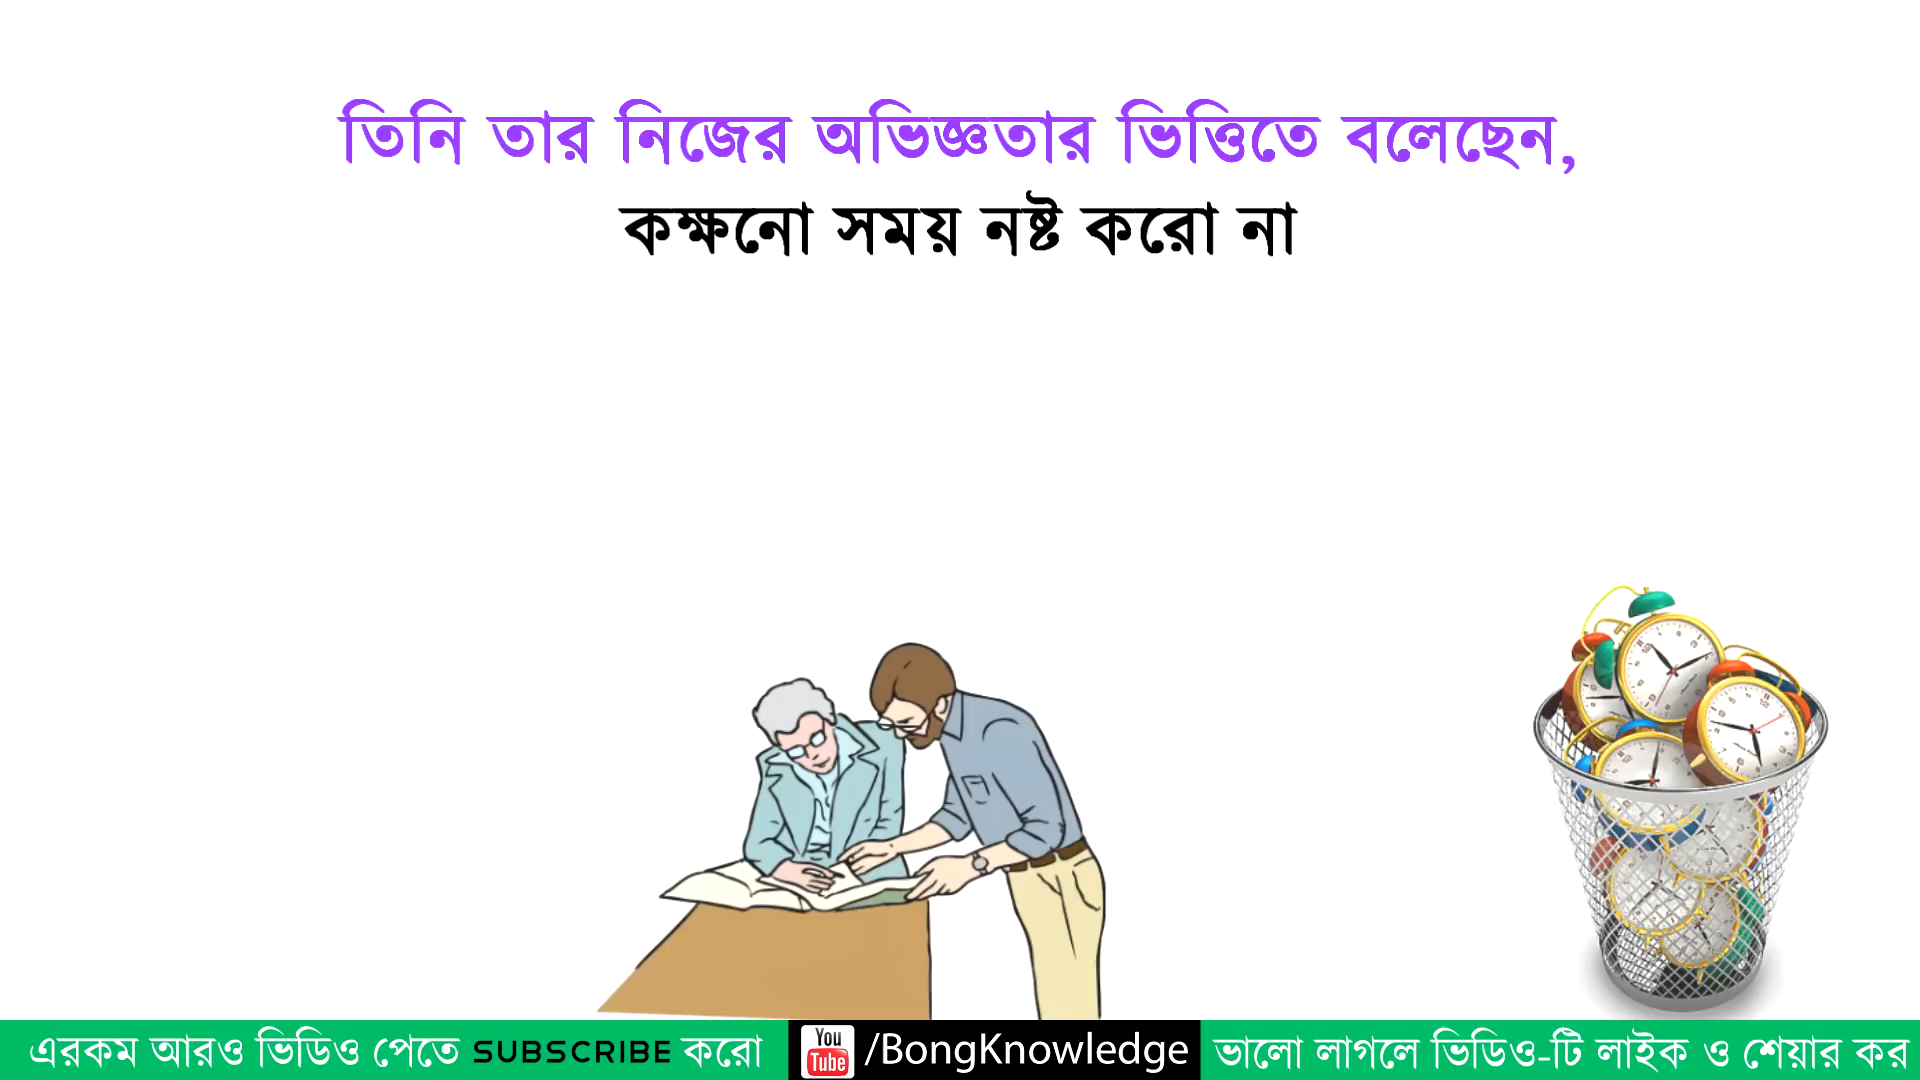 তিনি তার নিজের অভিজ্ঞতার ভিত্তিতে বলেছেন,
কক্ষনো সময় নষ্ট করো না
এরকম আরও ভিডিও পেতে SUBSCRIBE করো You Tube /BongKnowledge ভালো লাগলে ভিডিও-টি লাইক ও শেয়ার কর